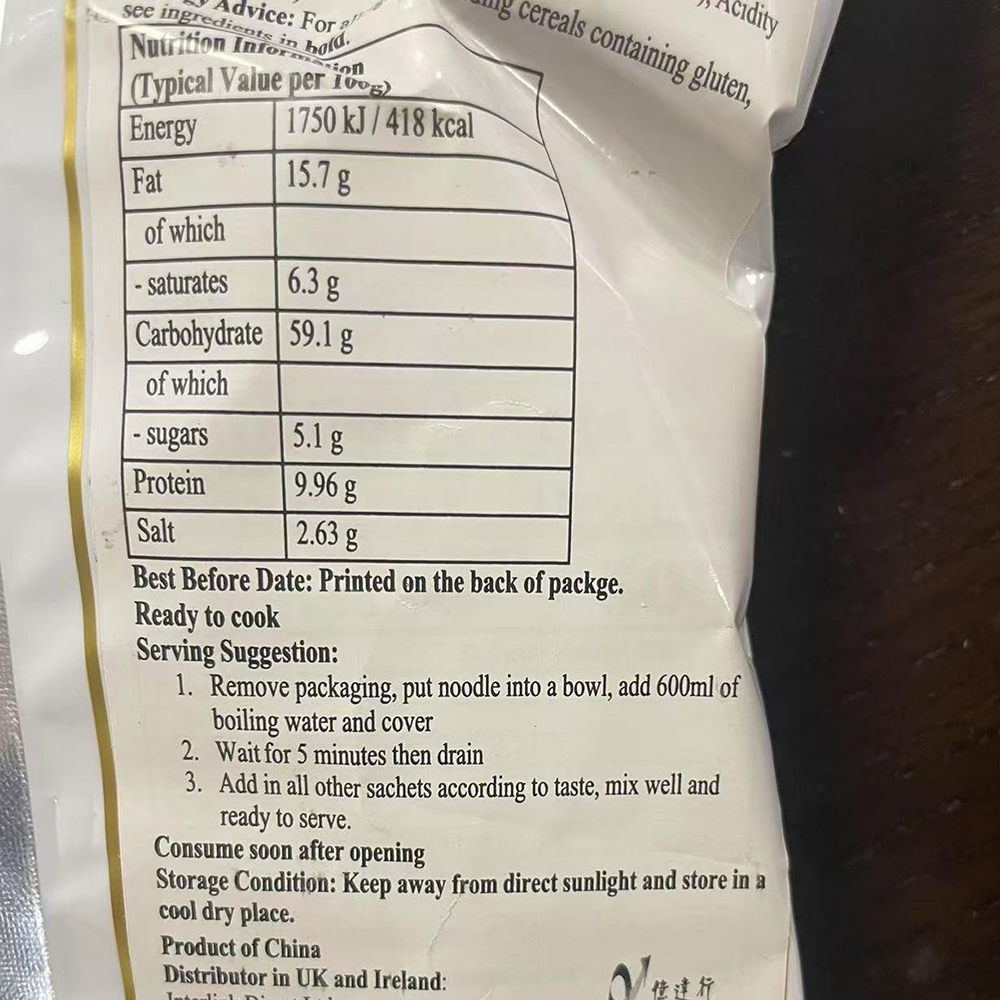 Advice: For
see ingredients in bold.
cereals containing gluten,
Acidity
Nutrition Information
(Typical Value per 100g)
Energy 1750 kJ / 418 kcal
Fat 15.7 g
of which
- saturates 6.3 g
Carbohydrate 59.1 g
of which
- sugars 5.1 g
Protein 9.96 g
Salt 2.63 g
Best Before Date: Printed on the back of packge.
Ready to cook
Serving Suggestion:
1. Remove packaging, put noodle into a bowl, add 600ml of
boiling water and cover
2. Wait for 5 minutes then drain
3. Add in all other sachets according to taste, mix well and
ready to serve.
Consume soon after opening
Storage Condition: Keep away from direct sunlight and store in a
cool dry place.
Product of China
Distributor in UK and Ireland:
億達行